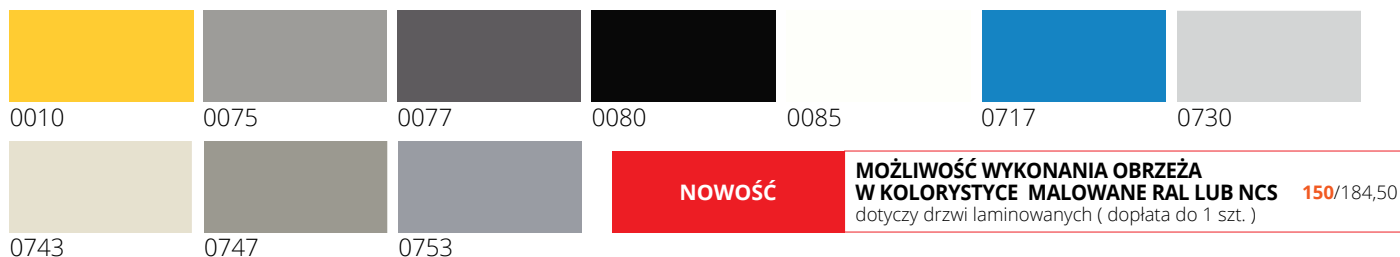 0010
0075
0077
0080
0085
0717
0730
0743
0747
0753
NOWOŚĆ
MOŻLIWOŚĆ WYKONANIA OBRZEŻA
W KOLORYSTYCE MALOWANE RAL LUB NCS
dotyczy drzwi laminowanych ( dopłata do 1 szt. )
150/184,50